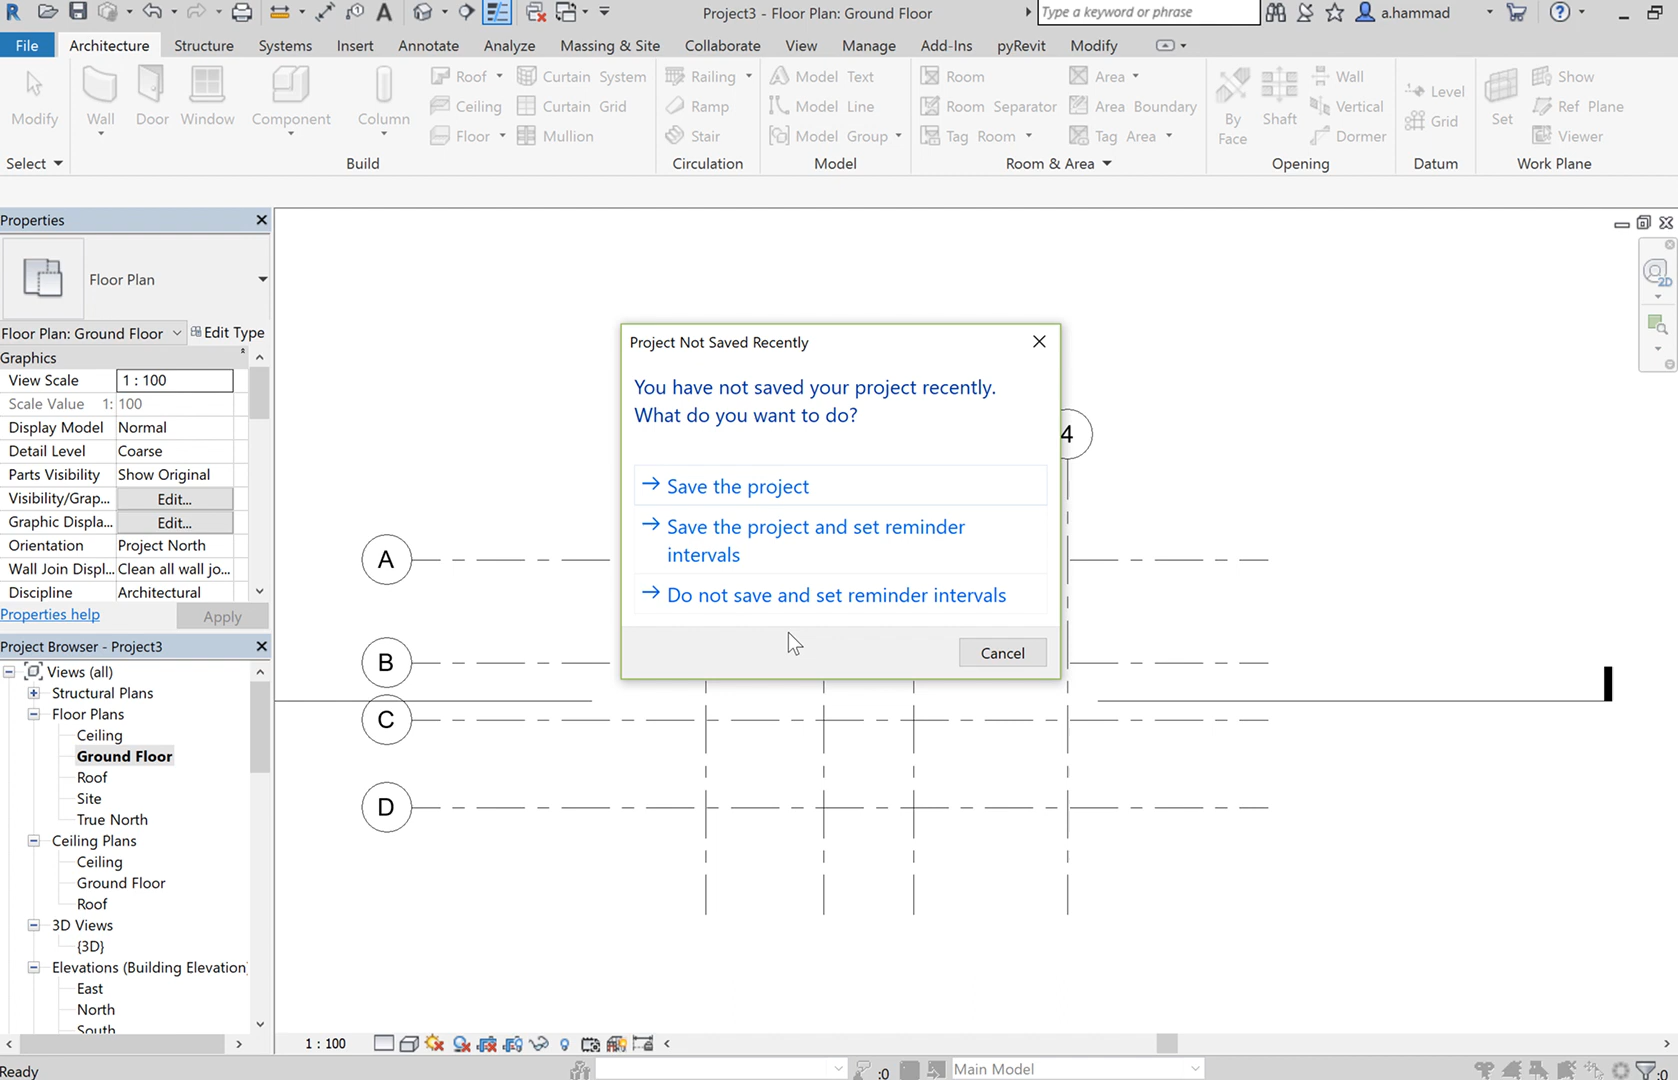 Project3 - Floor Plan: Ground Floor
Type a keyword or phrase
a.hammad
File Architecture Structure Systems Insert Annotate Analyze Massing & Site Collaborate View Manage Add-Ins pyRevit Modify
Modify
Wall
Door
Window
Component
Column
Roof
Ceiling
Floor
Curtain System
Curtain Grid
Mullion
Railing
Ramp
Stair
Model Text
Model Line
Model Group
Room
Room Separator
Tag Room
Area
Area Boundary
Tag Area
By
Face
Shaft
Wall
Vertical
Dormer
Level
Grid
Set
Show
Ref Plane
Viewer
Select
Build
Circulation
Model
Room & Area
Opening
Datum
Work Plane
Properties
Floor Plan
Floor Plan: Ground Floor
Edit Type
Graphics
View Scale 1 : 100
Scale Value 1: 100
Display Model Normal
Detail Level Coarse
Parts Visibility Show Original
Visibility/Grap... Edit...
Graphic Displa... Edit...
Orientation Project North
Wall Join Displ... Clean all wall jo...
Discipline Architectural
Properties help
Apply
Project Browser - Project3
Views (all)
Structural Plans
Floor Plans
Ceiling
Ground Floor
Roof
Site
True North
Ceiling Plans
Ceiling
Ground Floor
Roof
3D Views
{3D}
Elevations (Building Elevation)
East
North
South
2D
4
A
B
C
D
Project Not Saved Recently
You have not saved your project recently.
What do you want to do?
Save the project
Save the project and set reminder
intervals
Do not save and set reminder intervals
Cancel
1 : 100
Ready
:0
Main Model
:0